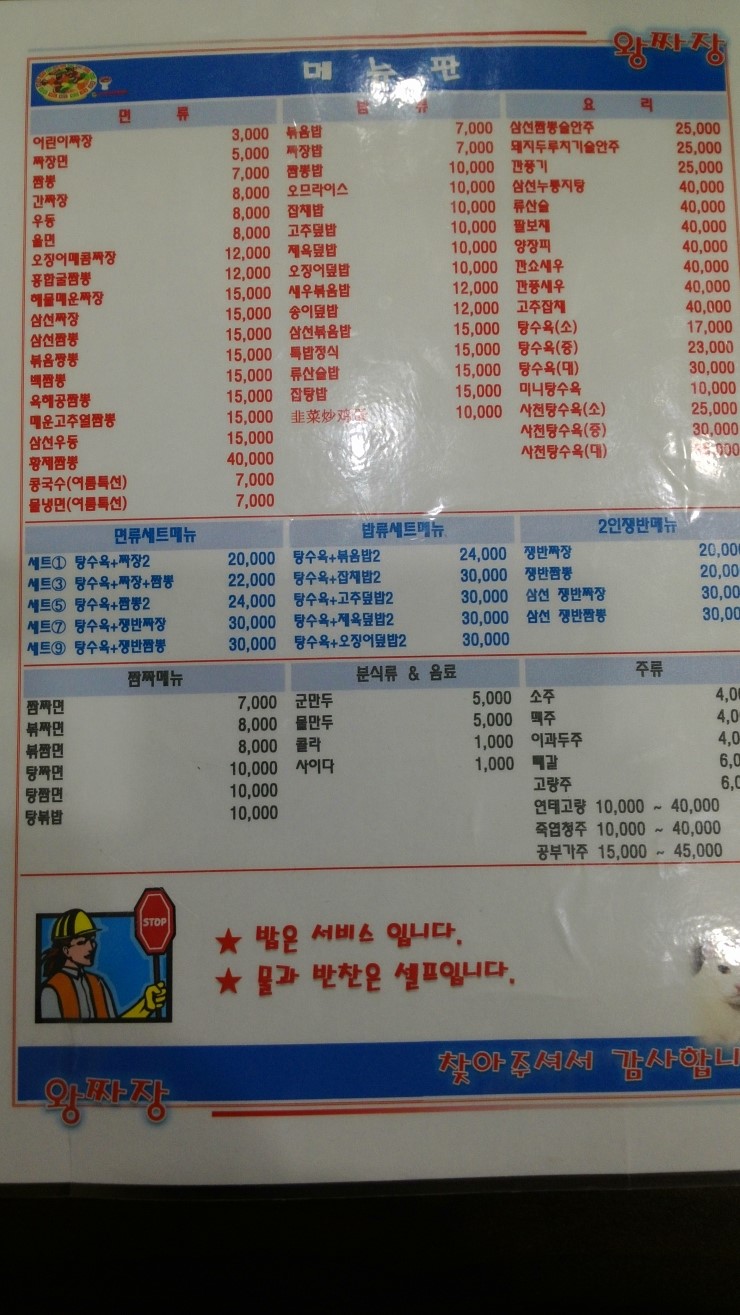 왕짜장
메뉴판
면 류
어린이짜장 3,000
짜장면 5,000
짬뽕 7,000
간짜장 8,000
우동 8,000
울면 8,000
오징어매콤짜장 12,000
홍합굴짬뽕 12,000
해물매운짜장 15,000
삼선짜장 15,000
삼선짬뽕 15,000
볶음짱뽕 15,000
백짬뽕 15,000
육해공짬뽕 15,000
매운고추열짬뽕 15,000
삼선우동 15,000
황제짬뽕 40,000
콩국수(여름특선) 7,000
물냉면(여름특선) 7,000
밥 류
볶음밥 7,000
짜장밥 7,000
짬뽕밥 10,000
오므라이스 10,000
잡채밥 10,000
고추덮밥 10,000
제육덮밥 10,000
오징어덮밥 10,000
새우볶음밥 12,000
송이덮밥 12,000
삼선볶음밥 15,000
특밥정식 15,000
류산슬밥 15,000
잡탕밥 15,000
韭菜炒鸡蛋 10,000
요 리
삼선짬뽕술안주 25,000
돼지두루치기술안주 25,000
깐풍기 25,000
삼선누룽지탕 40,000
류산슬 40,000
팔보채 40,000
양장피 40,000
깐쇼새우 40,000
깐풍새우 40,000
고추잡채 40,000
탕수육(소) 17,000
탕수육(중) 23,000
탕수육(대) 30,000
미니탕수육 10,000
사천탕수육(소) 25,000
사천탕수육(중) 30,000
사천탕수육(대)
면류세트메뉴
세트① 탕수육+짜장2 20,000
세트③ 탕수육+짜장+짬뽕 22,000
세트⑤ 탕수육+짬뽕2 24,000
세트⑦ 탕수육+쟁반짜장 30,000
세트⑨ 탕수육+쟁반짬뽕 30,000
밥류세트메뉴
탕수육+볶음밥2 24,000
탕수육+잡채밥2 30,000
탕수육+고추덮밥2 30,000
탕수육+제육덮밥2 30,000
탕수육+오징어덮밥2 30,000
2인쟁반메뉴
쟁반짜장 20,000
쟁반짬뽕 20,00
삼선 쟁반짜장 30,00
삼선 쟁반짬뽕 30,00
짬짜메뉴
짬짜면 7,000
볶짜면 8,000
볶짬면 8,000
탕짜면 10,000
탕짬면 10,000
탕볶밥 10,000
분식류 & 음료
군만두 5,000
물만두 5,000
콜라 1,000
사이다 1,000
주류
소주 4,0
맥주 4,0
이과두주 4,0
빼갈 6,0
고량주 6,0
연태고량 10,000 ~ 40,000
죽엽청주 10,000 ~ 40,000
공부가주 15,000 ~ 45,000
STOP
★ 밥은 서비스 입니다.
★ 물과 반찬은 셀프입니다.
찾아주셔서 감사합니
왕짜장